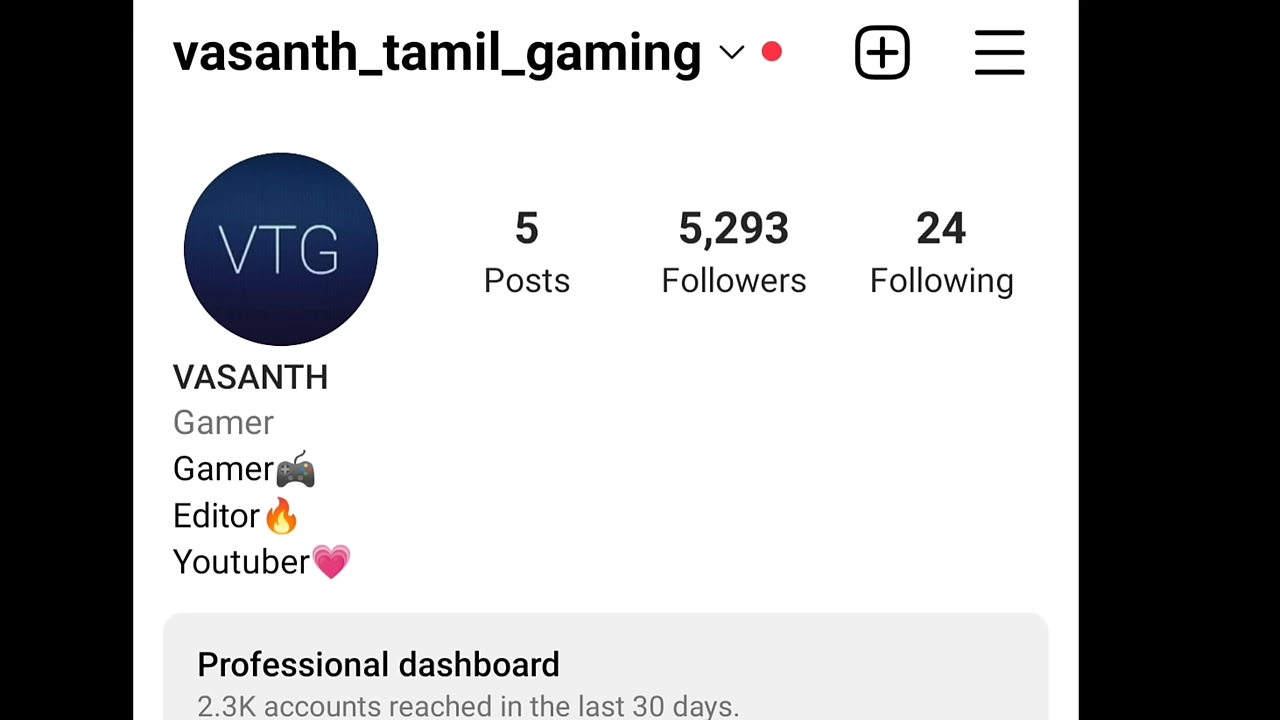 vasanth_tamil_gaming
VTG
5 5,293 24
Posts Followers Following
VASANTH
Gamer
Gamer🎮
Editor🔥
Youtuber💗
Professional dashboard
2.3K accounts reached in the last 30 days.